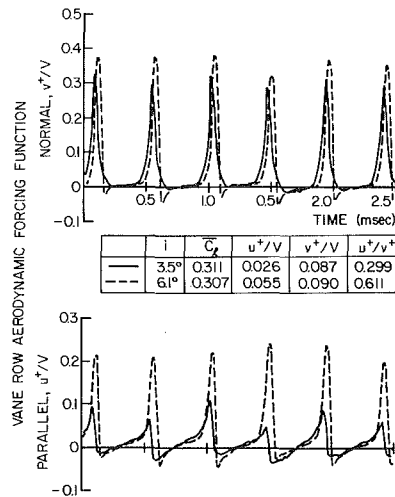 VANE ROW AERODYNAMIC FORCING FUNCTION
NORMAL, v⁺/V
0.5
0.4
0.3
0.2
0.1
0
-0.1
0.5
1.0
0.5
2.0
2.5
TIME (msec)
i C̅ℓ u⁺/V v⁺/V u⁺/v⁺
3.5° 0.311 0.026 0.087 0.299
6.1° 0.307 0.055 0.090 0.611
PARALLEL, u⁺/V
0.3
0.2
0.1
0
-0.1